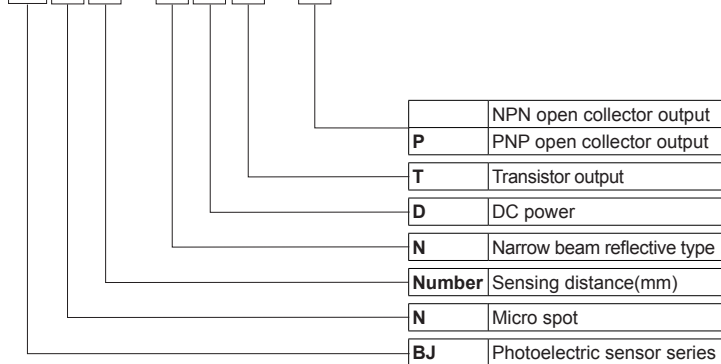 NPN open collector output
P PNP open collector output
T Transistor output
D DC power
N Narrow beam reflective type
Number Sensing distance(mm)
N Micro spot
BJ Photoelectric sensor series